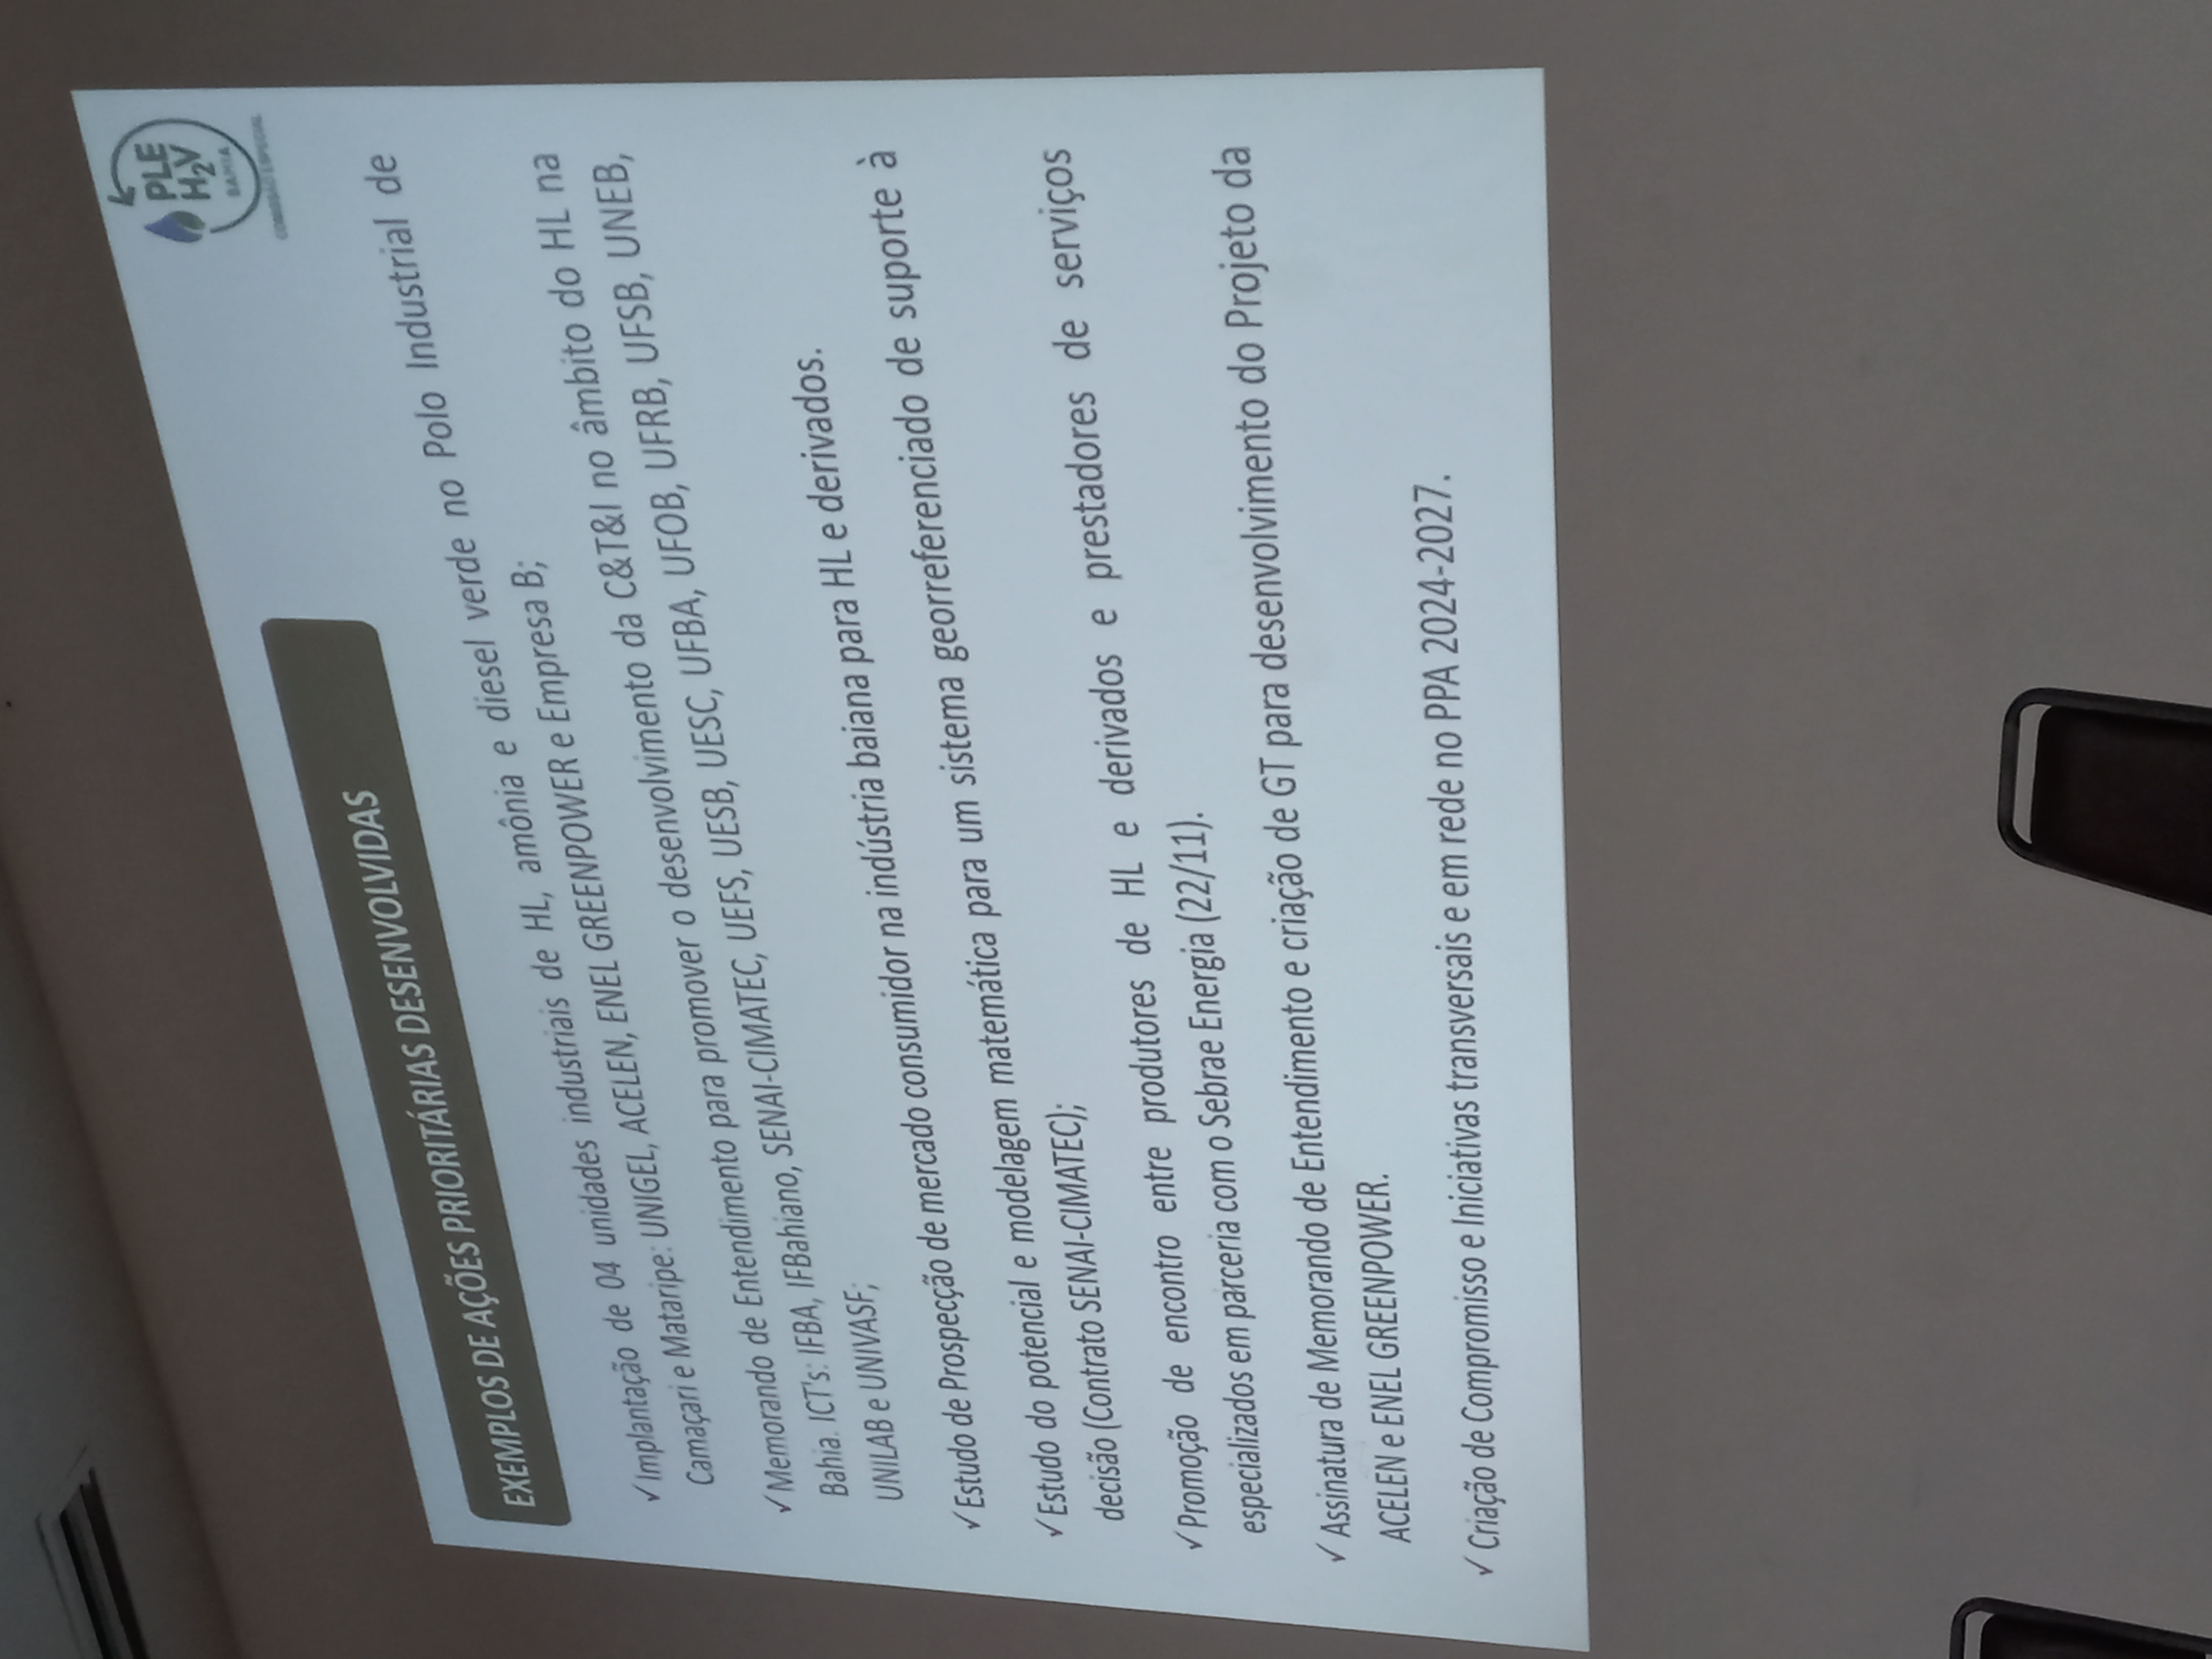 PLE
H₂V
BAHIA
COMISSÃO ESPECIAL
EXEMPLOS DE AÇÕES PRIORITÁRIAS DESENVOLVIDAS
✓Implantação de 04 unidades industriais de HL, amônia e diesel verde no Polo Industrial de
Camaçari e Mataripe: UNIGEL, ACELEN, ENEL GREENPOWER e Empresa B;
✓Memorando de Entendimento para promover o desenvolvimento da C&T&I no âmbito do HL na
Bahia. ICT's: IFBA, IFBahiano, SENAI-CIMATEC, UEFS, UESB, UESC, UFBA, UFOB, UFRB, UFSB, UNEB,
UNILAB e UNIVASF;
✓Estudo de Prospecção de mercado consumidor na indústria baiana para HL e derivados.
✓Estudo do potencial e modelagem matemática para um sistema georreferenciado de suporte à
decisão (Contrato SENAI-CIMATEC);
✓Promoção de encontro entre produtores de HL e derivados e prestadores de serviços
especializados em parceria com o Sebrae Energia (22/11).
✓Assinatura de Memorando de Entendimento e criação de GT para desenvolvimento do Projeto da
ACELEN e ENEL GREENPOWER.
✓Criação de Compromisso e Iniciativas transversais e em rede no PPA 2024-2027.